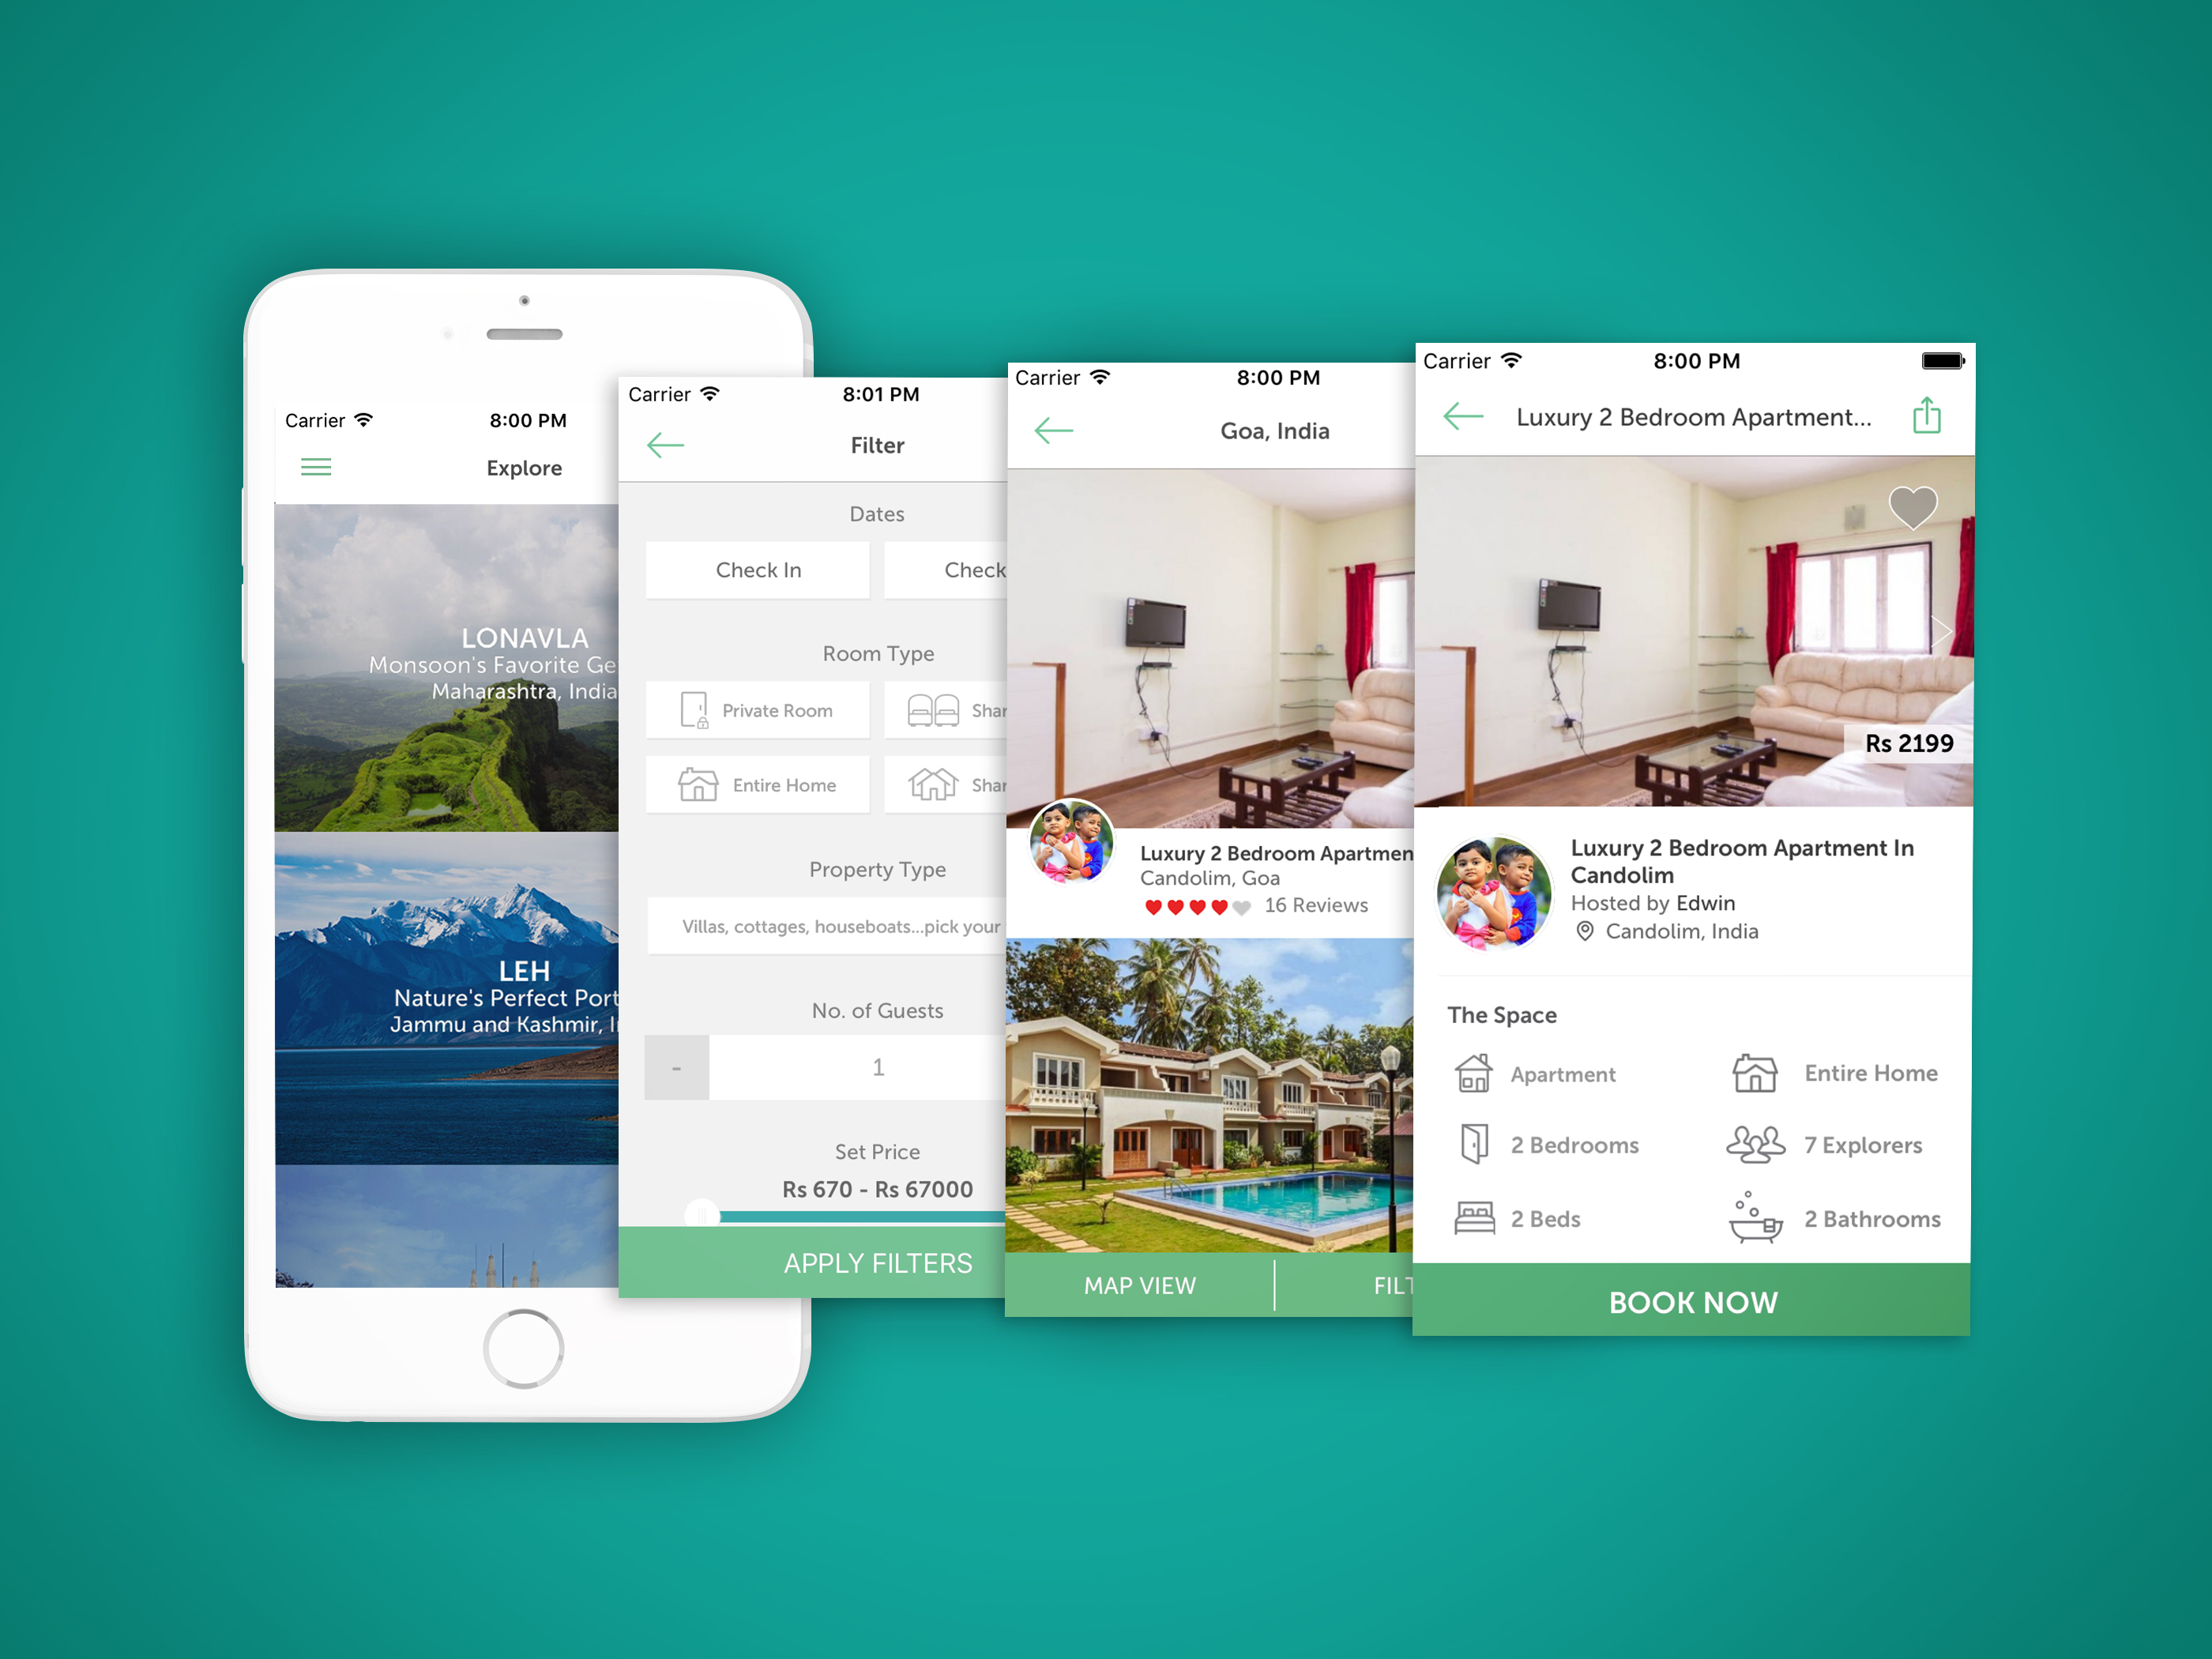 Carrier 8:00 PM
Explore
LONAVLA
Monsoon's Favorite Ge
Maharashtra, India
LEH
Nature's Perfect Port
Jammu and Kashmir, I
Carrier 8:01 PM
Filter
Dates
Check In Check
Room Type
Private Room Shar
Entire Home Shar
Property Type
Villas, cottages, houseboats...pick your
No. of Guests
- 1
Set Price
Rs 670 - Rs 67000
APPLY FILTERS
Carrier 8:00 PM
Goa, India
Luxury 2 Bedroom Apartmen
Candolim, Goa
16 Reviews
MAP VIEW FILT
Carrier 8:00 PM
Luxury 2 Bedroom Apartment...
Rs 2199
Luxury 2 Bedroom Apartment In
Candolim
Hosted by Edwin
Candolim, India
The Space
Apartment Entire Home
2 Bedrooms 7 Explorers
2 Beds 2 Bathrooms
BOOK NOW